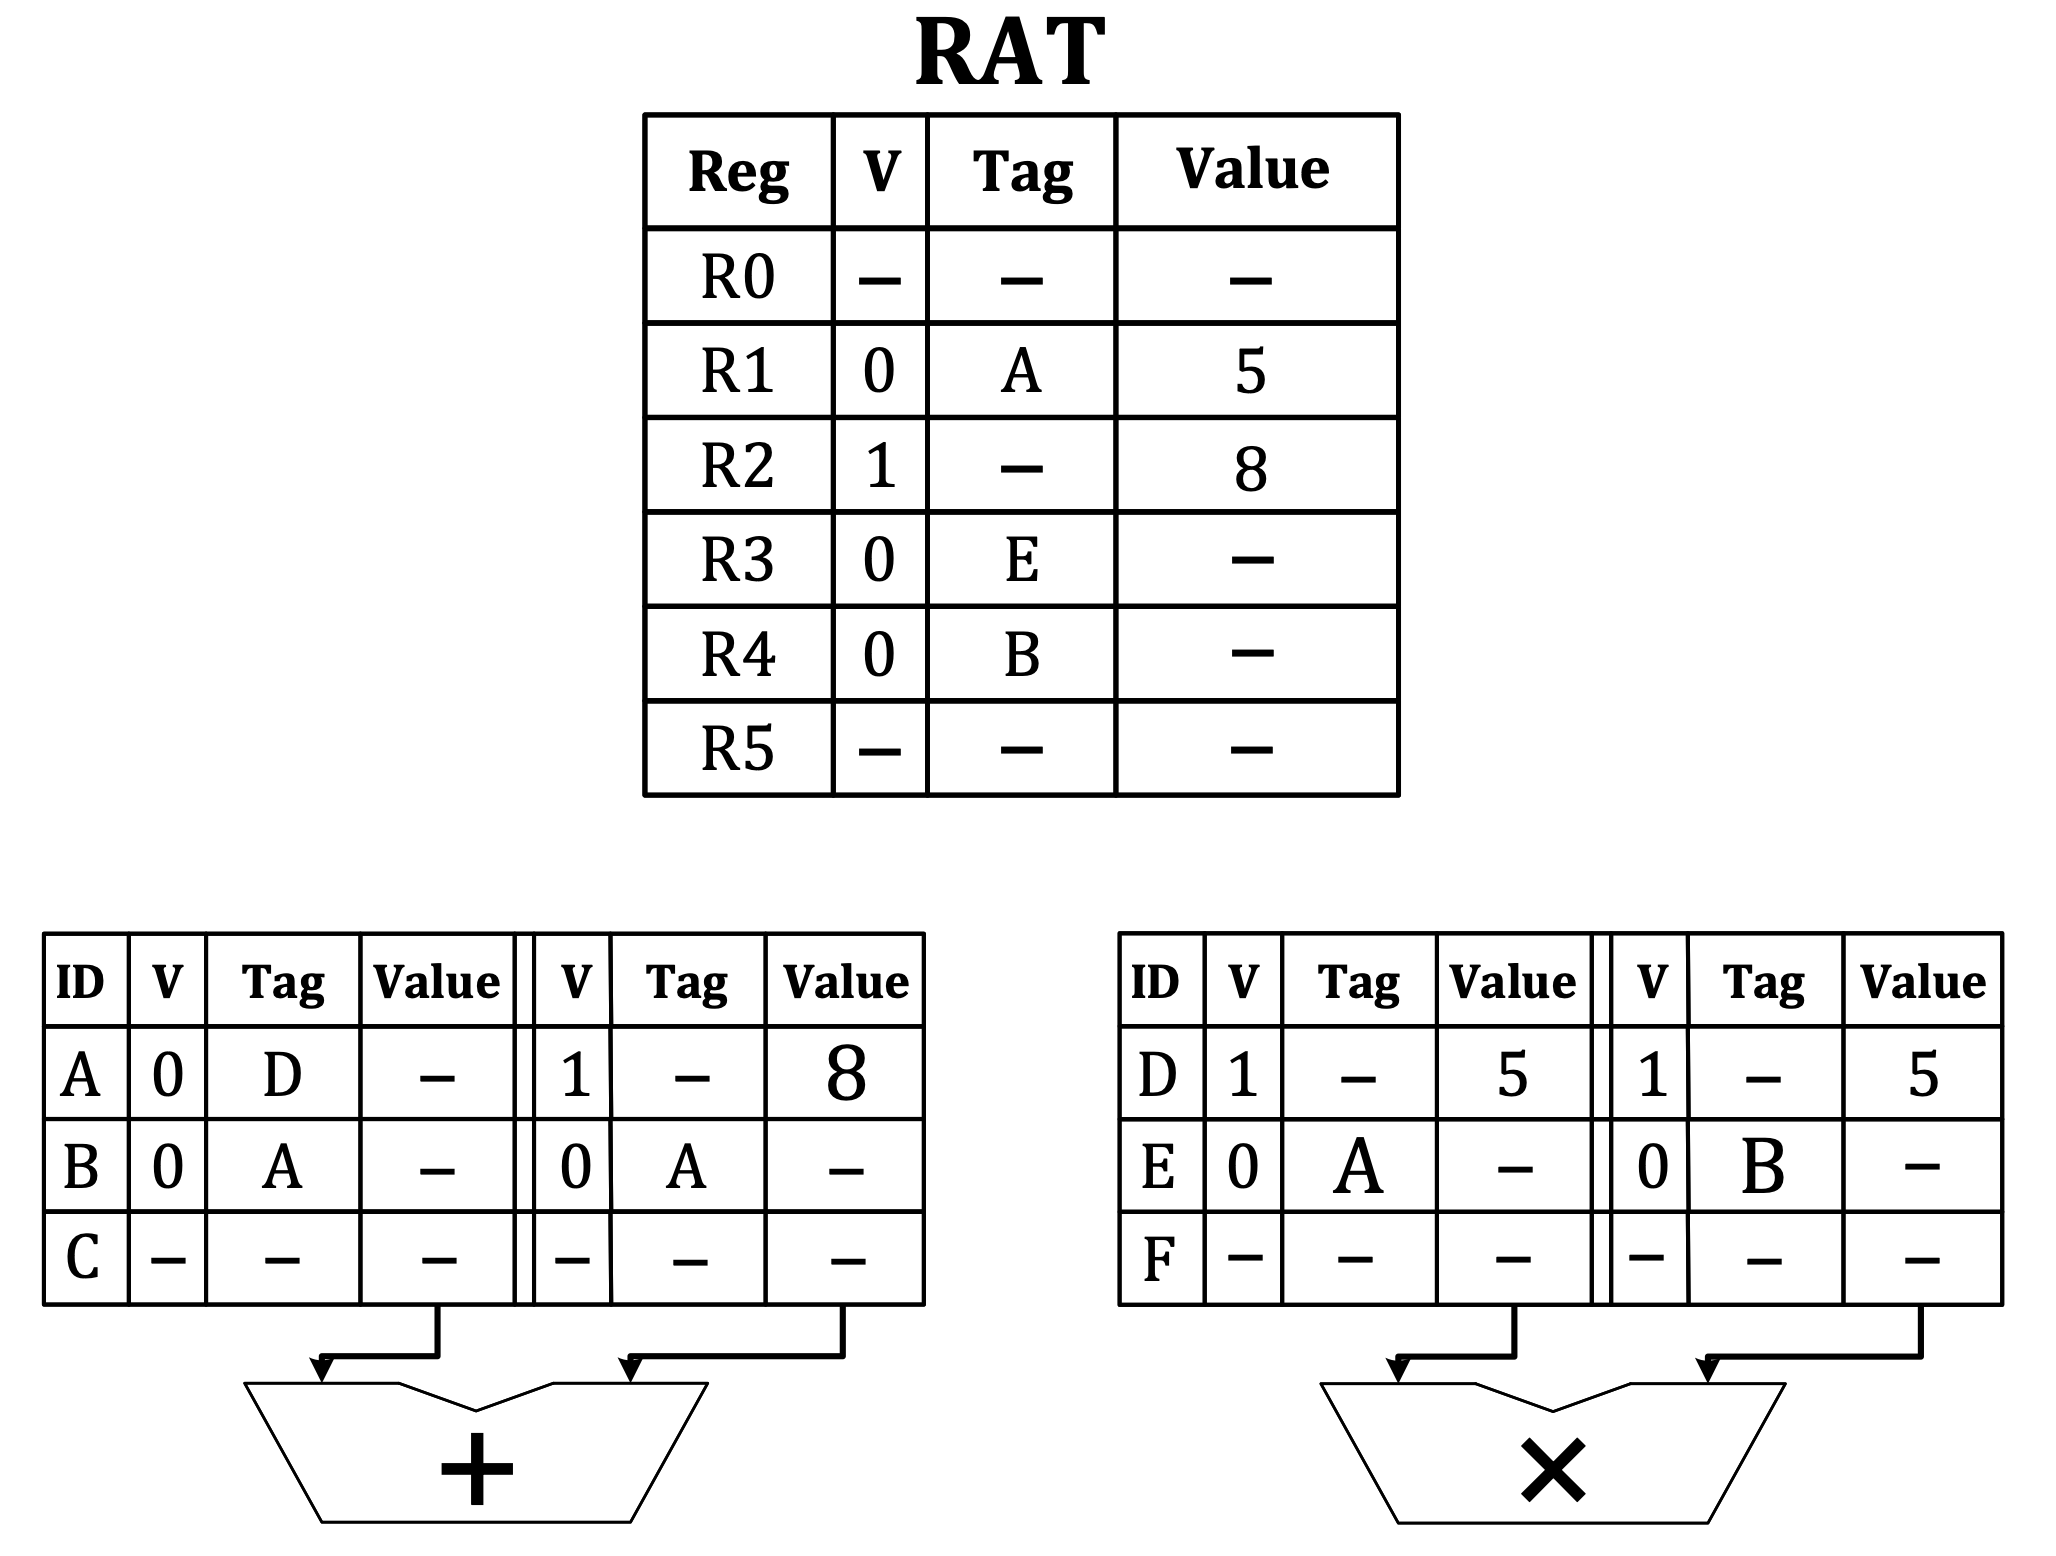 RAT
Reg V Tag Value
R0 – – –
R1 0 A 5
R2 1 – 8
R3 0 E –
R4 0 B –
R5 – – –
ID V Tag Value V Tag Value
A 0 D – 1 – 8
B 0 A – 0 A –
C – – – – – –
+
ID V Tag Value V Tag Value
D 1 – 5 1 – 5
E 0 A – 0 B –
F – – – – – –
×